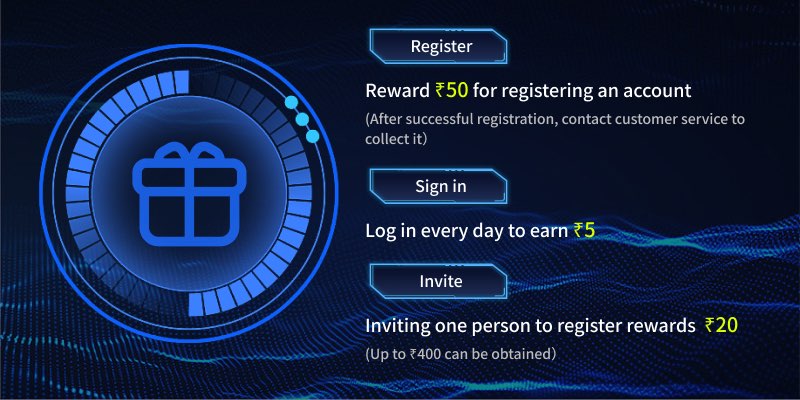 Register
Reward ₹50 for registering an account
(After successful registration, contact customer service to
collect it)
Sign in
Log in every day to earn ₹5
Invite
Inviting one person to register rewards ₹20
(Up to ₹400 can be obtained)